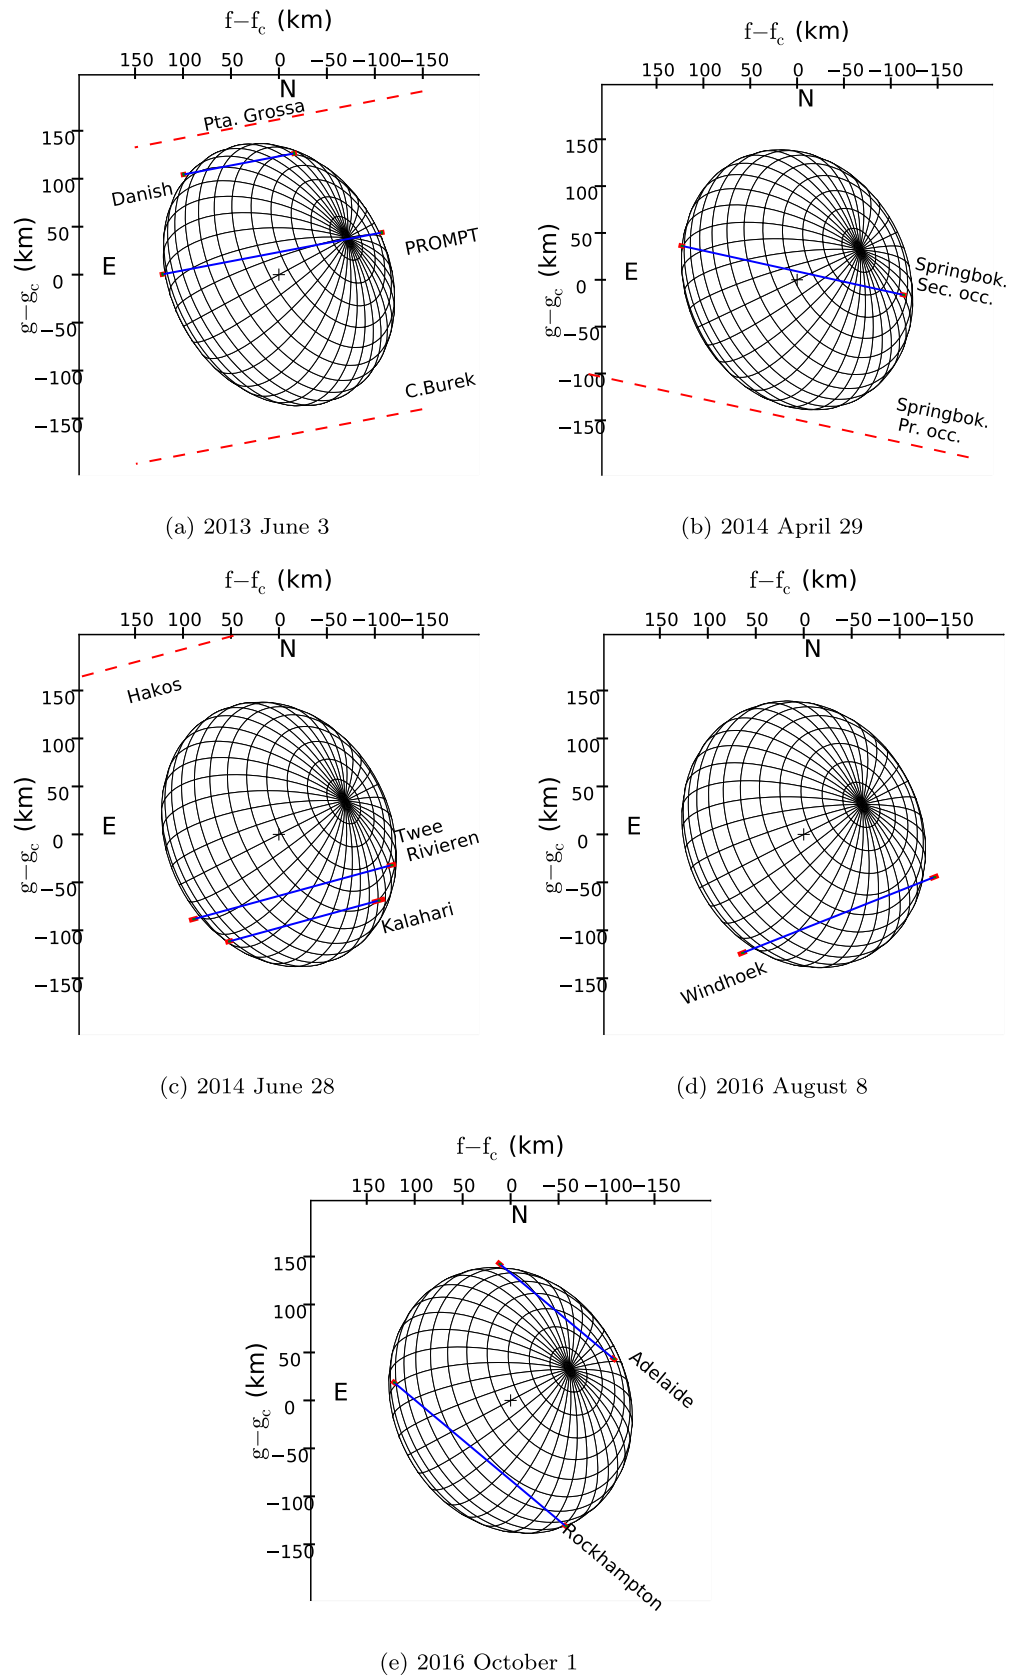 f−f_c (km)
150 100 50 0 −50 −100 −150
N
Pta. Grossa
150
Danish
100
50
PROMPT
E
0
g−g_c (km)
−50
−100
C.Burek
−150
(a) 2013 June 3
f−f_c (km)
150 100 50 0 −50 −100 −150
N
150
100
50
E
Springbok.
Sec. occ.
0
g−g_c (km)
−50
−100
Springbok.
Pr. occ.
−150
(b) 2014 April 29
f−f_c (km)
150 100 50 0 −50 −100 −150
N
Hakos
150
100
50
E
0
Twee
Rivieren
g−g_c (km)
−50
Kalahari
−100
−150
(c) 2014 June 28
f−f_c (km)
150 100 50 0 −50 −100 −150
N
150
100
50
E
0
g−g_c (km)
−50
−100
Windhoek
−150
(d) 2016 August 8
f−f_c (km)
150 100 50 0 −50 −100 −150
N
150
100
50
Adelaide
E
0
g−g_c (km)
−50
−100
Rockhampton
−150
(e) 2016 October 1